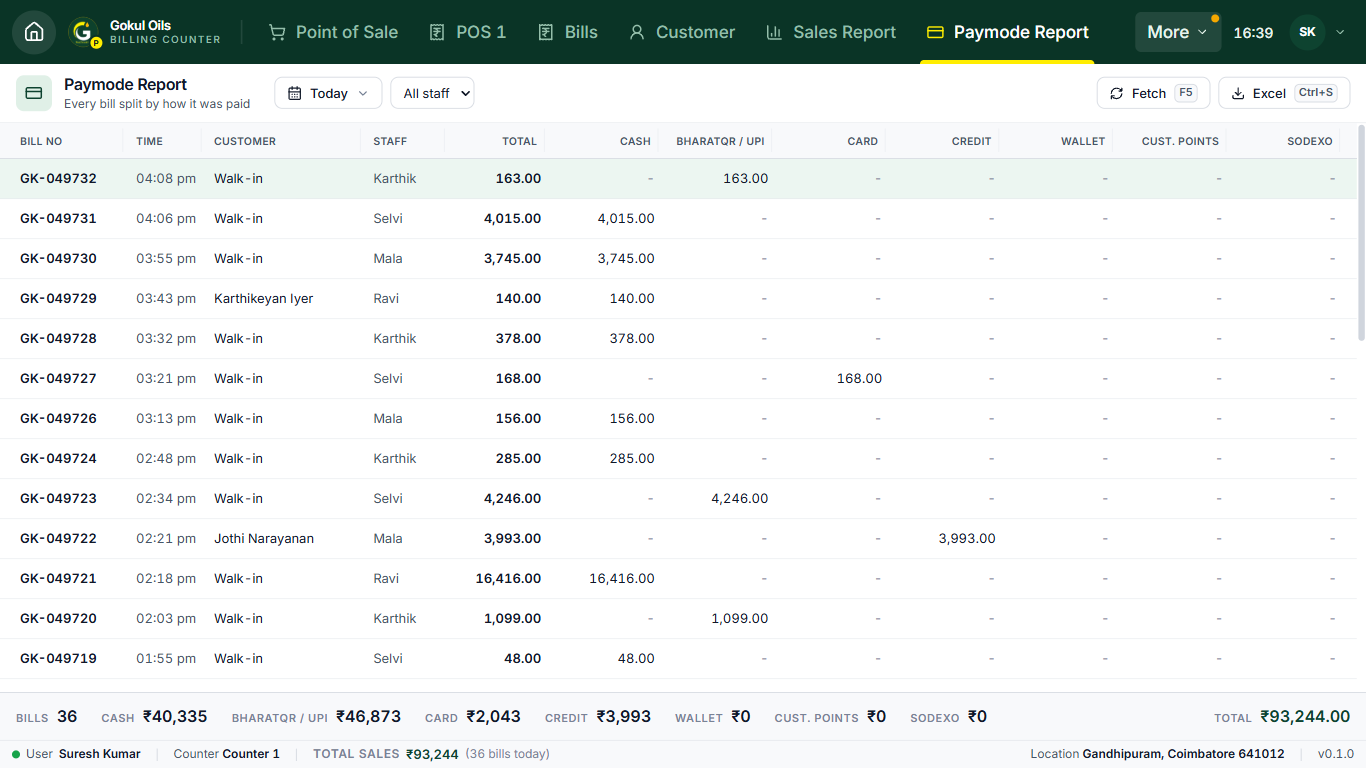 Gokul Oils
BILLING COUNTER
P
Point of Sale POS 1 Bills Customer Sales Report Paymode Report More 16:39 SK
Paymode Report
Every bill split by how it was paid
Today All staff Fetch F5 Excel Ctrl+S
BILL NO TIME CUSTOMER STAFF TOTAL CASH BHARATQR / UPI CARD CREDIT WALLET CUST. POINTS SODEXO
GK-049732 04:08 pm Walk-in Karthik 163.00 - 163.00 - - - - -
GK-049731 04:06 pm Walk-in Selvi 4,015.00 4,015.00 - - - - - -
GK-049730 03:55 pm Walk-in Mala 3,745.00 3,745.00 - - - - - -
GK-049729 03:43 pm Karthikeyan Iyer Ravi 140.00 140.00 - - - - - -
GK-049728 03:32 pm Walk-in Karthik 378.00 378.00 - - - - - -
GK-049727 03:21 pm Walk-in Selvi 168.00 - - 168.00 - - - -
GK-049726 03:13 pm Walk-in Mala 156.00 156.00 - - - - - -
GK-049724 02:48 pm Walk-in Karthik 285.00 285.00 - - - - - -
GK-049723 02:34 pm Walk-in Selvi 4,246.00 - 4,246.00 - - - - -
GK-049722 02:21 pm Jothi Narayanan Mala 3,993.00 - - - 3,993.00 - - -
GK-049721 02:18 pm Walk-in Ravi 16,416.00 16,416.00 - - - - - -
GK-049720 02:03 pm Walk-in Karthik 1,099.00 - 1,099.00 - - - - -
GK-049719 01:55 pm Walk-in Selvi 48.00 48.00 - - - - - -
BILLS 36 CASH ₹40,335 BHARATQR / UPI ₹46,873 CARD ₹2,043 CREDIT ₹3,993 WALLET ₹0 CUST. POINTS ₹0 SODEXO ₹0 TOTAL ₹93,244.00
User Suresh Kumar Counter Counter 1 TOTAL SALES ₹93,244 (36 bills today) Location Gandhipuram, Coimbatore 641012 v0.1.0